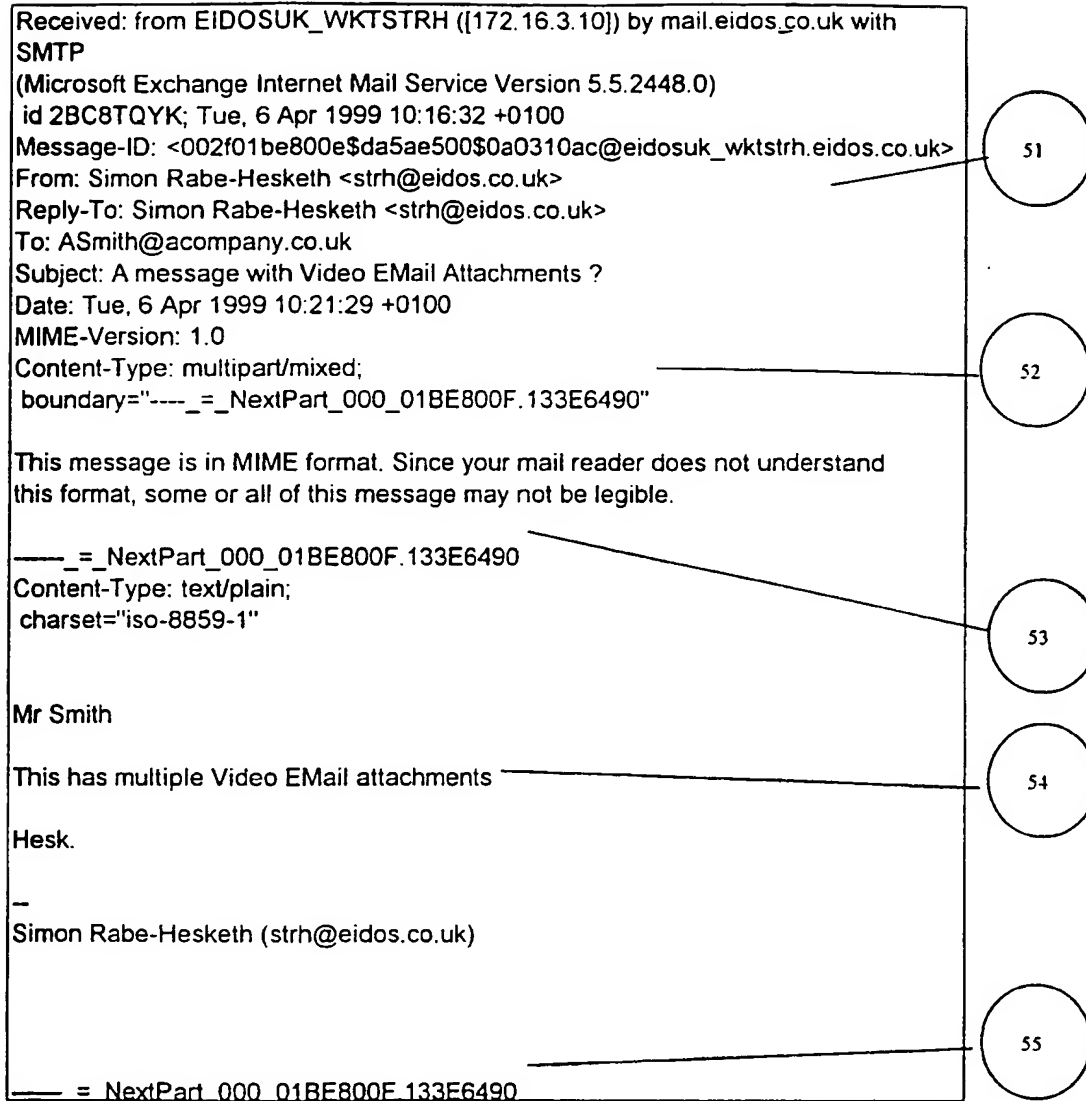 Received: from EIDOSUK_WKTSTRH ([172.16.3.10]) by mail.eidos.co.uk with
SMTP
(Microsoft Exchange Internet Mail Service Version 5.5.2448.0)
id 2BC8TQYK; Tue, 6 Apr 1999 10:16:32 +0100
Message-ID: <002f01be800e$da5ae500$0a0310ac@eidosuk_wktstrh.eidos.co.uk>
51
From: Simon Rabe-Hesketh <strh@eidos.co.uk>
Reply-To: Simon Rabe-Hesketh <strh@eidos.co.uk>
To: ASmith@acompany.co.uk
Subject: A message with Video EMail Attachments ?
Date: Tue, 6 Apr 1999 10:21:29 +0100
MIME-Version: 1.0
Content-Type: multipart/mixed;
52
boundary="----_=_NextPart_000_01BE800F.133E6490"
This message is in MIME format. Since your mail reader does not understand
this format, some or all of this message may not be legible.
------_=_NextPart_000_01BE800F.133E6490
Content-Type: text/plain;
charset="iso-8859-1"
53
Mr Smith
This has multiple Video EMail attachments
54
Hesk.
--
Simon Rabe-Hesketh (strh@eidos.co.uk)
55
------_=_NextPart_000_01BE800F.133E6490